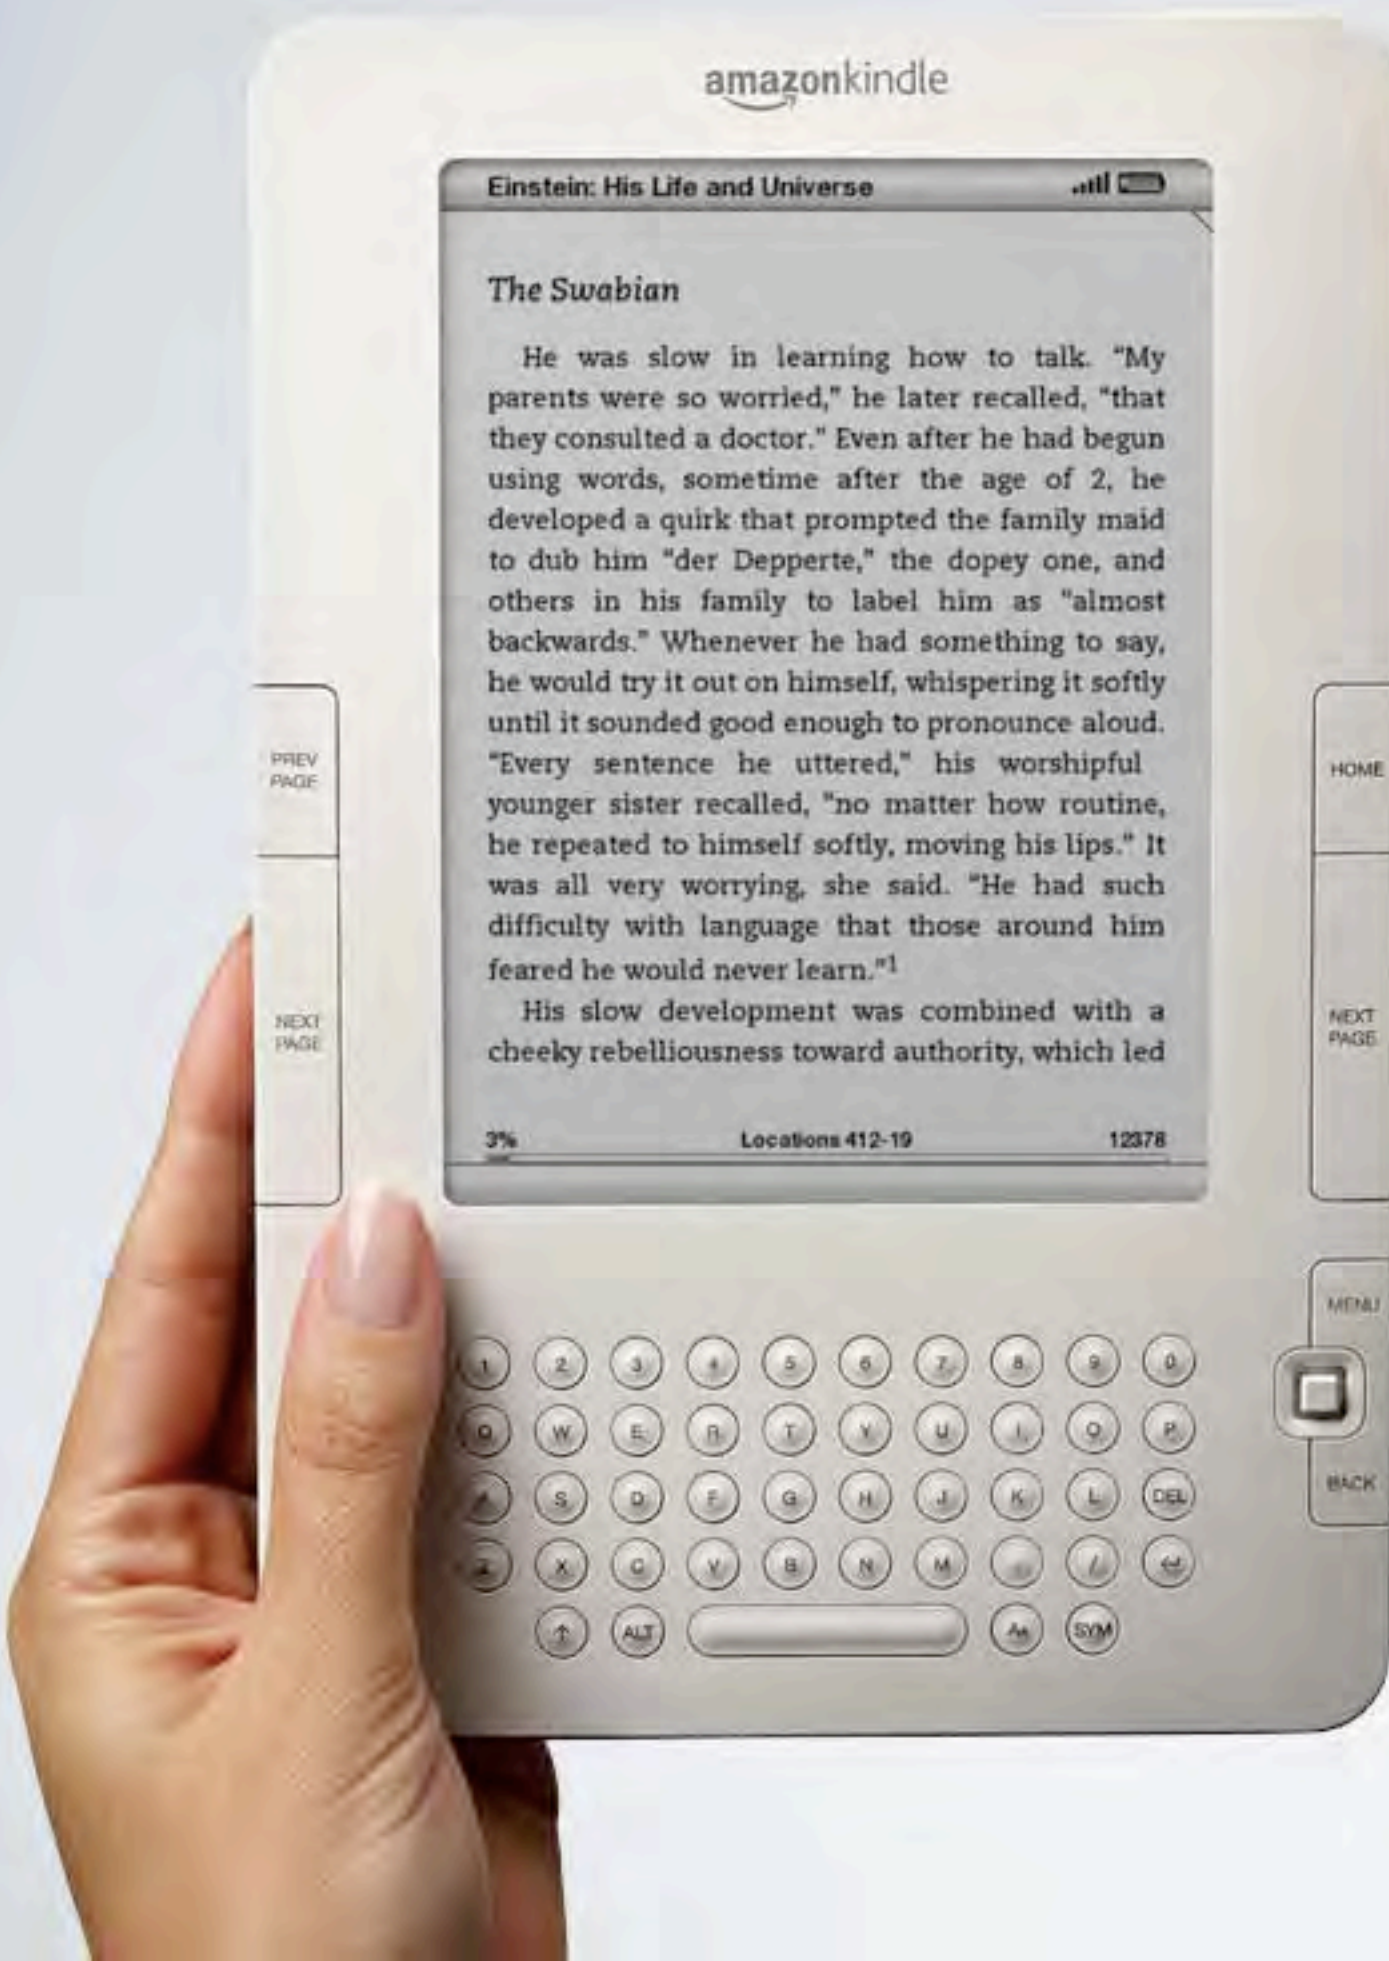 amazonkindle
Einstein: His Life and Universe
The Swabian
He was slow in learning how to talk. "My
parents were so worried," he later recalled, "that
they consulted a doctor." Even after he had begun
using words, sometime after the age of 2, he
developed a quirk that prompted the family maid
to dub him "der Depperte," the dopey one, and
others in his family to label him as "almost
backwards." Whenever he had something to say,
he would try it out on himself, whispering it softly
until it sounded good enough to pronounce aloud.
"Every sentence he uttered," his worshipful
younger sister recalled, "no matter how routine,
he repeated to himself softly, moving his lips." It
was all very worrying, she said. "He had such
difficulty with language that those around him
feared he would never learn."1
His slow development was combined with a
cheeky rebelliousness toward authority, which led
3% Locations 412-19 12378
PREV
PAGE
NEXT
PAGE
HOME
NEXT
PAGE
MENU
BACK
1 2 3 4 5 6 7 8 9 0
Q W E R T Y U I O P
A S D F G H J K L DEL
Z X C V B N M . / ↵
↑ ALT Aa SYM